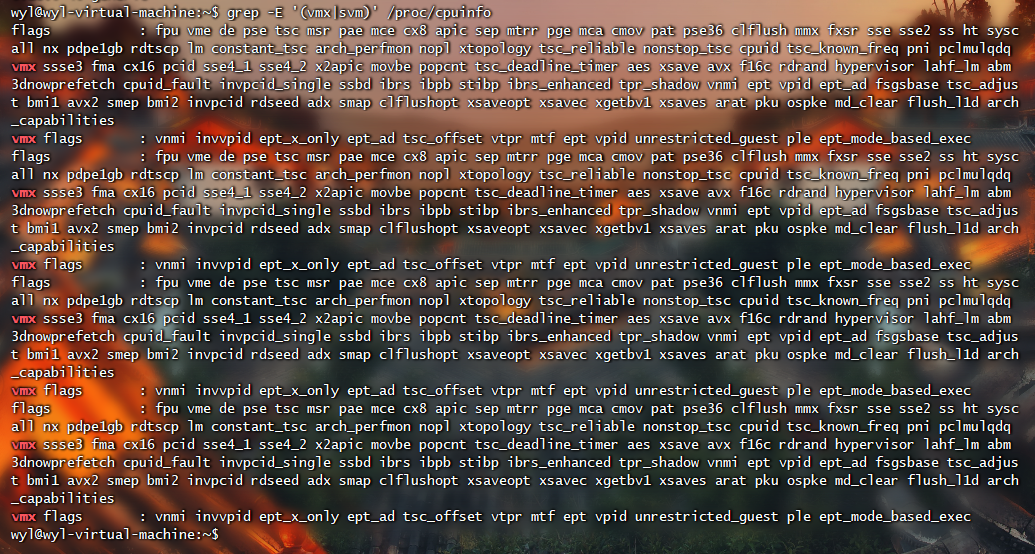 wyl@wyl-virtual-machine:~$ grep -E '(vmx|svm)' /proc/cpuinfo
flags           : fpu vme de pse tsc msr pae mce cx8 apic sep mtrr pge mca cmov pat pse36 clflush mmx fxsr sse sse2 ss ht sysc
all nx pdpe1gb rdtscp lm constant_tsc arch_perfmon nopl xtopology tsc_reliable nonstop_tsc cpuid tsc_known_freq pni pclmulqdq
vmx ssse3 fma cx16 pcid sse4_1 sse4_2 x2apic movbe popcnt tsc_deadline_timer aes xsave avx f16c rdrand hypervisor lahf_lm abm
3dnowprefetch cpuid_fault invpcid_single ssbd ibrs ibpb stibp ibrs_enhanced tpr_shadow vnmi ept vpid ept_ad fsgsbase tsc_adjus
t bmi1 avx2 smep bmi2 invpcid rdseed adx smap clflushopt xsaveopt xsavec xgetbv1 xsaves arat pku ospke md_clear flush_l1d arch
_capabilities
vmx flags       : vnmi invvpid ept_x_only ept_ad tsc_offset vtpr mtf ept vpid unrestricted_guest ple ept_mode_based_exec
flags           : fpu vme de pse tsc msr pae mce cx8 apic sep mtrr pge mca cmov pat pse36 clflush mmx fxsr sse sse2 ss ht sysc
all nx pdpe1gb rdtscp lm constant_tsc arch_perfmon nopl xtopology tsc_reliable nonstop_tsc cpuid tsc_known_freq pni pclmulqdq
vmx ssse3 fma cx16 pcid sse4_1 sse4_2 x2apic movbe popcnt tsc_deadline_timer aes xsave avx f16c rdrand hypervisor lahf_lm abm
3dnowprefetch cpuid_fault invpcid_single ssbd ibrs ibpb stibp ibrs_enhanced tpr_shadow vnmi ept vpid ept_ad fsgsbase tsc_adjus
t bmi1 avx2 smep bmi2 invpcid rdseed adx smap clflushopt xsaveopt xsavec xgetbv1 xsaves arat pku ospke md_clear flush_l1d arch
_capabilities
vmx flags       : vnmi invvpid ept_x_only ept_ad tsc_offset vtpr mtf ept vpid unrestricted_guest ple ept_mode_based_exec
flags           : fpu vme de pse tsc msr pae mce cx8 apic sep mtrr pge mca cmov pat pse36 clflush mmx fxsr sse sse2 ss ht sysc
all nx pdpe1gb rdtscp lm constant_tsc arch_perfmon nopl xtopology tsc_reliable nonstop_tsc cpuid tsc_known_freq pni pclmulqdq
vmx ssse3 fma cx16 pcid sse4_1 sse4_2 x2apic movbe popcnt tsc_deadline_timer aes xsave avx f16c rdrand hypervisor lahf_lm abm
3dnowprefetch cpuid_fault invpcid_single ssbd ibrs ibpb stibp ibrs_enhanced tpr_shadow vnmi ept vpid ept_ad fsgsbase tsc_adjus
t bmi1 avx2 smep bmi2 invpcid rdseed adx smap clflushopt xsaveopt xsavec xgetbv1 xsaves arat pku ospke md_clear flush_l1d arch
_capabilities
vmx flags       : vnmi invvpid ept_x_only ept_ad tsc_offset vtpr mtf ept vpid unrestricted_guest ple ept_mode_based_exec
flags           : fpu vme de pse tsc msr pae mce cx8 apic sep mtrr pge mca cmov pat pse36 clflush mmx fxsr sse sse2 ss ht sysc
all nx pdpe1gb rdtscp lm constant_tsc arch_perfmon nopl xtopology tsc_reliable nonstop_tsc cpuid tsc_known_freq pni pclmulqdq
vmx ssse3 fma cx16 pcid sse4_1 sse4_2 x2apic movbe popcnt tsc_deadline_timer aes xsave avx f16c rdrand hypervisor lahf_lm abm
3dnowprefetch cpuid_fault invpcid_single ssbd ibrs ibpb stibp ibrs_enhanced tpr_shadow vnmi ept vpid ept_ad fsgsbase tsc_adjus
t bmi1 avx2 smep bmi2 invpcid rdseed adx smap clflushopt xsaveopt xsavec xgetbv1 xsaves arat pku ospke md_clear flush_l1d arch
_capabilities
vmx flags       : vnmi invvpid ept_x_only ept_ad tsc_offset vtpr mtf ept vpid unrestricted_guest ple ept_mode_based_exec
wyl@wyl-virtual-machine:~$